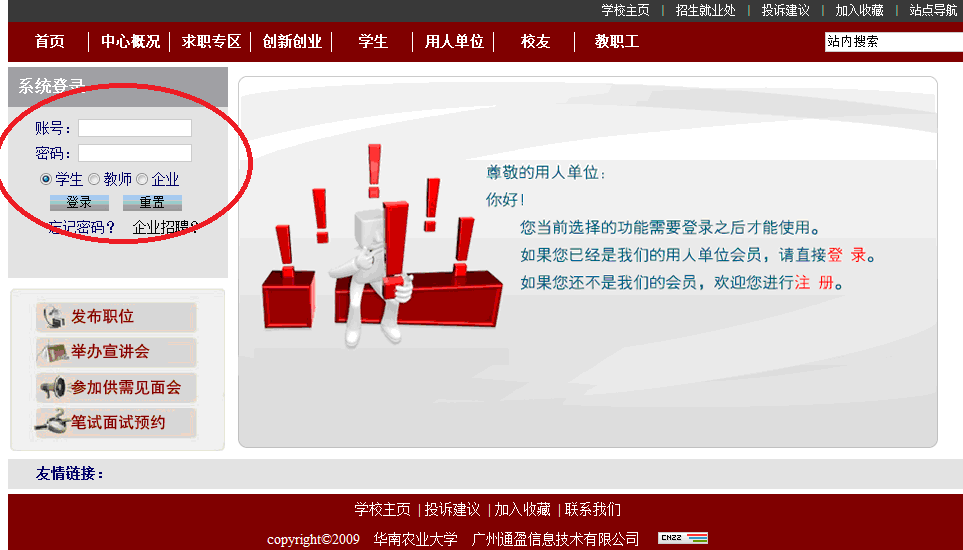 学校主页 | 招生就业处 | 投诉建议 | 加入收藏 | 站点导航
首页 | 中心概况 | 求职专区 | 创新创业 | 学生 | 用人单位 | 校友 | 教职工
站内搜索
系统登录
账号：
密码：
学生 教师 企业
登录 重置
忘记密码？ 企业招聘？
尊敬的用人单位：
你好！
您当前选择的功能需要登录之后才能使用。
如果您已经是我们的用人单位会员，请直接登 录。
如果您还不是我们的会员，欢迎您进行注 册。
发布职位
举办宣讲会
参加供需见面会
笔试面试预约
友情链接：
学校主页 | 投诉建议 | 加入收藏 | 联系我们
copyright©2009 华南农业大学 广州通盈信息技术有限公司 CNZZ